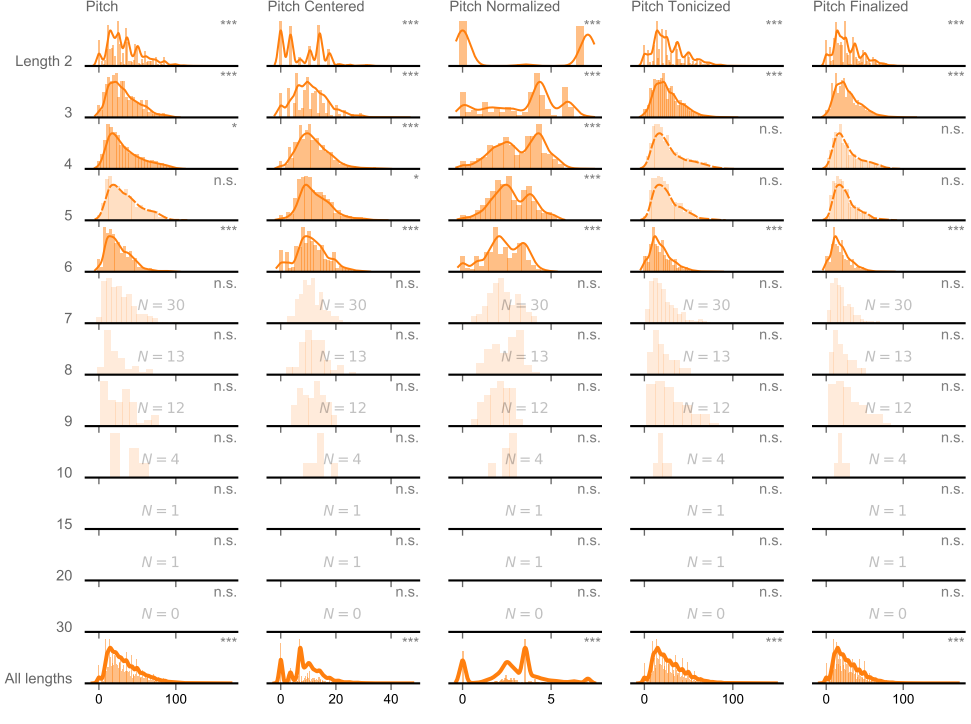 Pitch Pitch Centered Pitch Normalized Pitch Tonicized Pitch Finalized
Length 2 *** *** *** *** ***
3 *** *** *** *** ***
4 * *** *** n.s. n.s.
5 n.s. * *** n.s. n.s.
6 *** *** *** *** ***
7 n.s. N = 30 n.s. N = 30 n.s. N = 30 n.s. N = 30 n.s. N = 30
8 n.s. N = 13 n.s. N = 13 n.s. N = 13 n.s. N = 13 n.s. N = 13
9 n.s. N = 12 n.s. N = 12 n.s. N = 12 n.s. N = 12 n.s. N = 12
10 n.s. N = 4 n.s. N = 4 n.s. N = 4 n.s. N = 4 n.s. N = 4
15 n.s. N = 1 n.s. N = 1 n.s. N = 1 n.s. N = 1 n.s. N = 1
20 n.s. N = 1 n.s. N = 1 n.s. N = 1 n.s. N = 1 n.s. N = 1
30 n.s. N = 0 n.s. N = 0 n.s. N = 0 n.s. N = 0 n.s. N = 0
All lengths *** *** *** *** ***
0 100 0 20 40 0 5 0 100 0 100